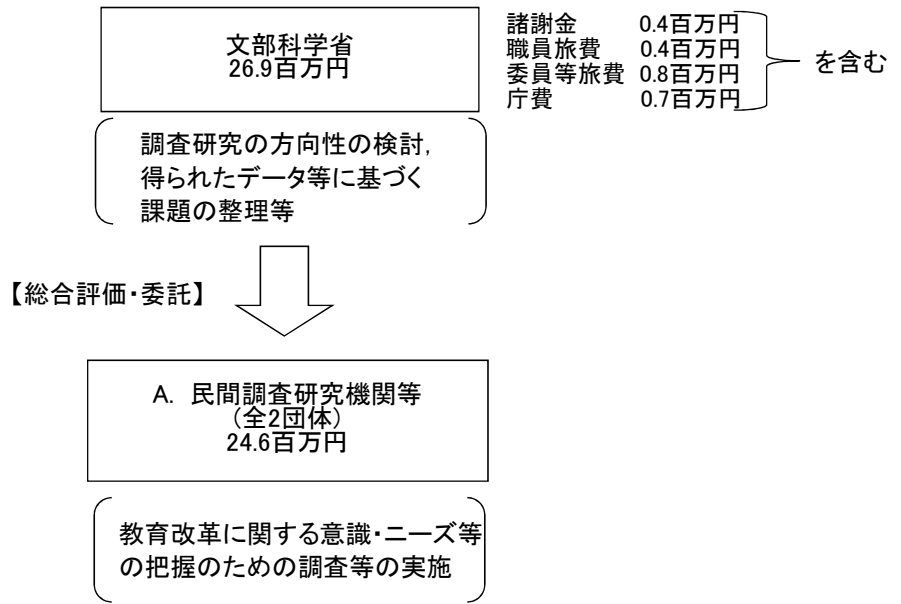 文部科学省
26.9百万円
諸謝金 0.4百万円
職員旅費 0.4百万円
委員等旅費 0.8百万円
庁費 0.7百万円
を含む
調査研究の方向性の検討,
得られたデータ等に基づく
課題の整理等
【総合評価・委託】
A. 民間調査研究機関等
(全2団体)
24.6百万円
教育改革に関する意識・ニーズ等
の把握のための調査等の実施